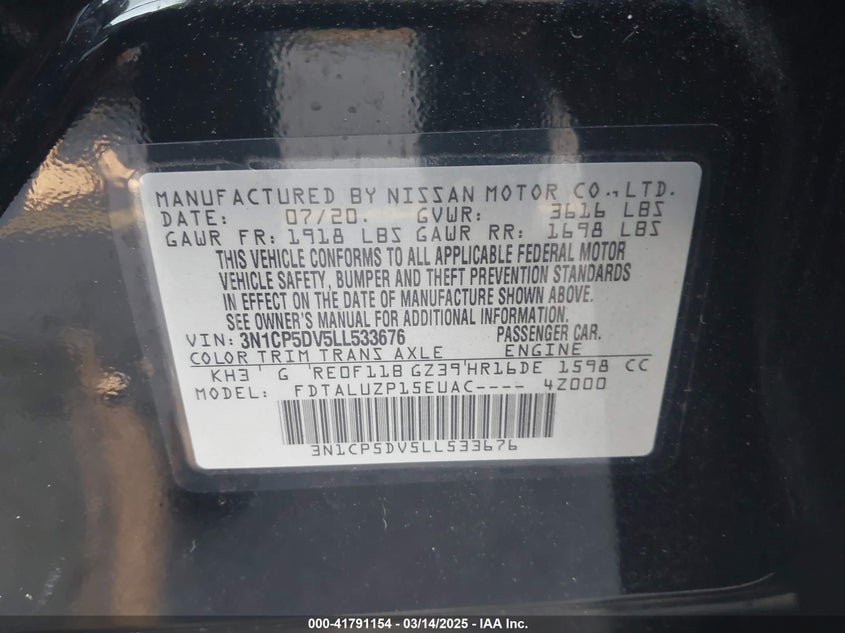 MANUFACTURED BY NISSAN MOTOR CO.,LTD.
DATE: 07/20. GVWR: 3616 LBS
GAWR FR: 1918 LBS GAWR RR: 1698 LBS
THIS VEHICLE CONFORMS TO ALL APPLICABLE FEDERAL MOTOR
VEHICLE SAFETY, BUMPER AND THEFT PREVENTION STANDARDS
IN EFFECT ON THE DATE OF MANUFACTURE SHOWN ABOVE.
SEE OWNER'S MANUAL FOR ADDITIONAL INFORMATION.
VIN: 3N1CP5DV5LL533676 PASSENGER CAR.
COLOR TRIM TRANS AXLE ENGINE
KH3 G RE0F11B GZ39 HR16DE 1598 CC
MODEL: FDTALUZP15EUAC---- 4Z000
3N1CP5DV5LL533676
000-41791154 - 03/14/2025 - IAA Inc.